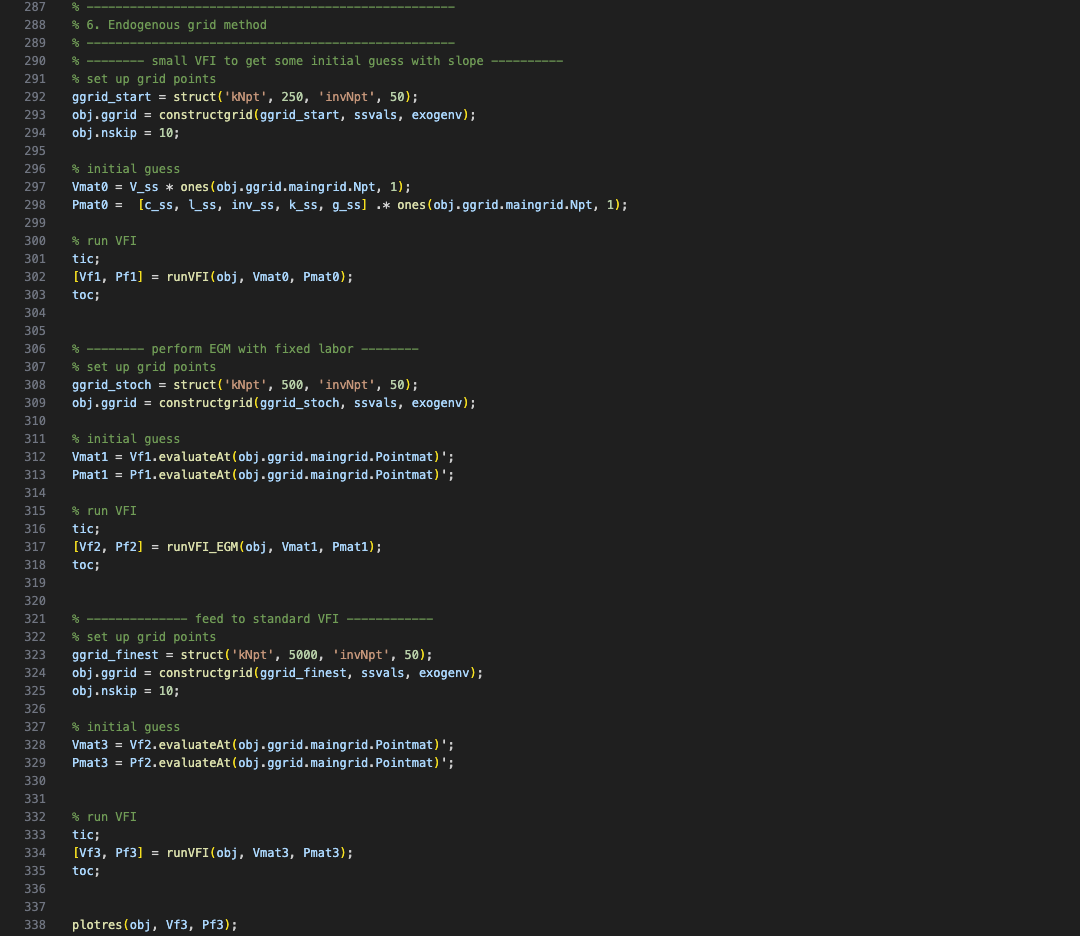 287 % ---------------------------------------------------
288 % 6. Endogenous grid method
289 % ---------------------------------------------------
290 % -------- small VFI to get some initial guess with slope ----------
291 % set up grid points
292 ggrid_start = struct('kNpt', 250, 'invNpt', 50);
293 obj.ggrid = constructgrid(ggrid_start, ssvals, exogenv);
294 obj.nskip = 10;
295
296 % initial guess
297 Vmat0 = V_ss * ones(obj.ggrid.maingrid.Npt, 1);
298 Pmat0 =  [c_ss, l_ss, inv_ss, k_ss, g_ss] .* ones(obj.ggrid.maingrid.Npt, 1);
299
300 % run VFI
301 tic;
302 [Vf1, Pf1] = runVFI(obj, Vmat0, Pmat0);
303 toc;
304
305
306 % -------- perform EGM with fixed labor --------
307 % set up grid points
308 ggrid_stoch = struct('kNpt', 500, 'invNpt', 50);
309 obj.ggrid = constructgrid(ggrid_stoch, ssvals, exogenv);
310
311 % initial guess
312 Vmat1 = Vf1.evaluateAt(obj.ggrid.maingrid.Pointmat)';
313 Pmat1 = Pf1.evaluateAt(obj.ggrid.maingrid.Pointmat)';
314
315 % run VFI
316 tic;
317 [Vf2, Pf2] = runVFI_EGM(obj, Vmat1, Pmat1);
318 toc;
319
320
321 % -------------- feed to standard VFI ------------
322 % set up grid points
323 ggrid_finest = struct('kNpt', 5000, 'invNpt', 50);
324 obj.ggrid = constructgrid(ggrid_finest, ssvals, exogenv);
325 obj.nskip = 10;
326
327 % initial guess
328 Vmat3 = Vf2.evaluateAt(obj.ggrid.maingrid.Pointmat)';
329 Pmat3 = Pf2.evaluateAt(obj.ggrid.maingrid.Pointmat)';
330
331
332 % run VFI
333 tic;
334 [Vf3, Pf3] = runVFI(obj, Vmat3, Pmat3);
335 toc;
336
337
338 plotres(obj, Vf3, Pf3);